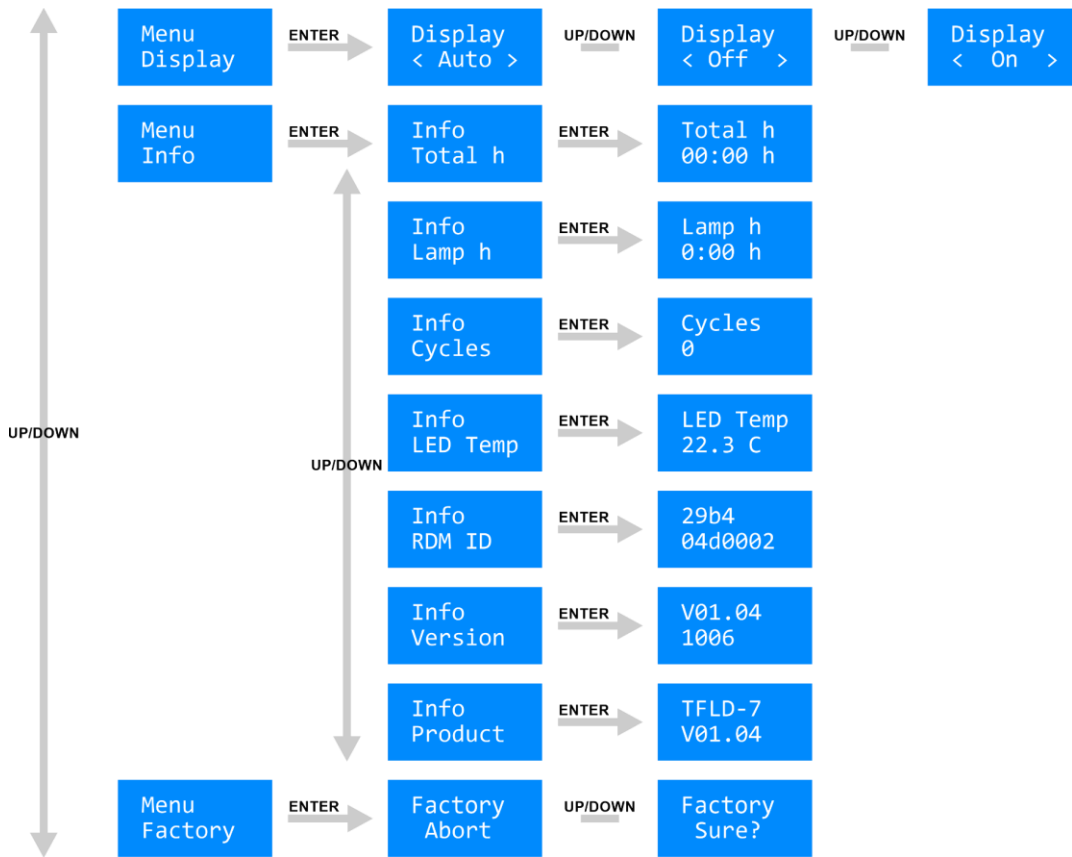 Menu
Display
ENTER
Display
< Auto >
UP/DOWN
Display
< Off >
UP/DOWN
Display
< On >
Menu
Info
ENTER
Info
Total h
ENTER
Total h
00:00 h
Info
Lamp h
ENTER
Lamp h
0:00 h
Info
Cycles
ENTER
Cycles
0
UP/DOWN
Info
LED Temp
ENTER
LED Temp
22.3 C
UP/DOWN
Info
RDM ID
ENTER
29b4
04d0002
Info
Version
ENTER
V01.04
1006
Info
Product
ENTER
TFLD-7
V01.04
Menu
Factory
ENTER
Factory
Abort
UP/DOWN
Factory
Sure?